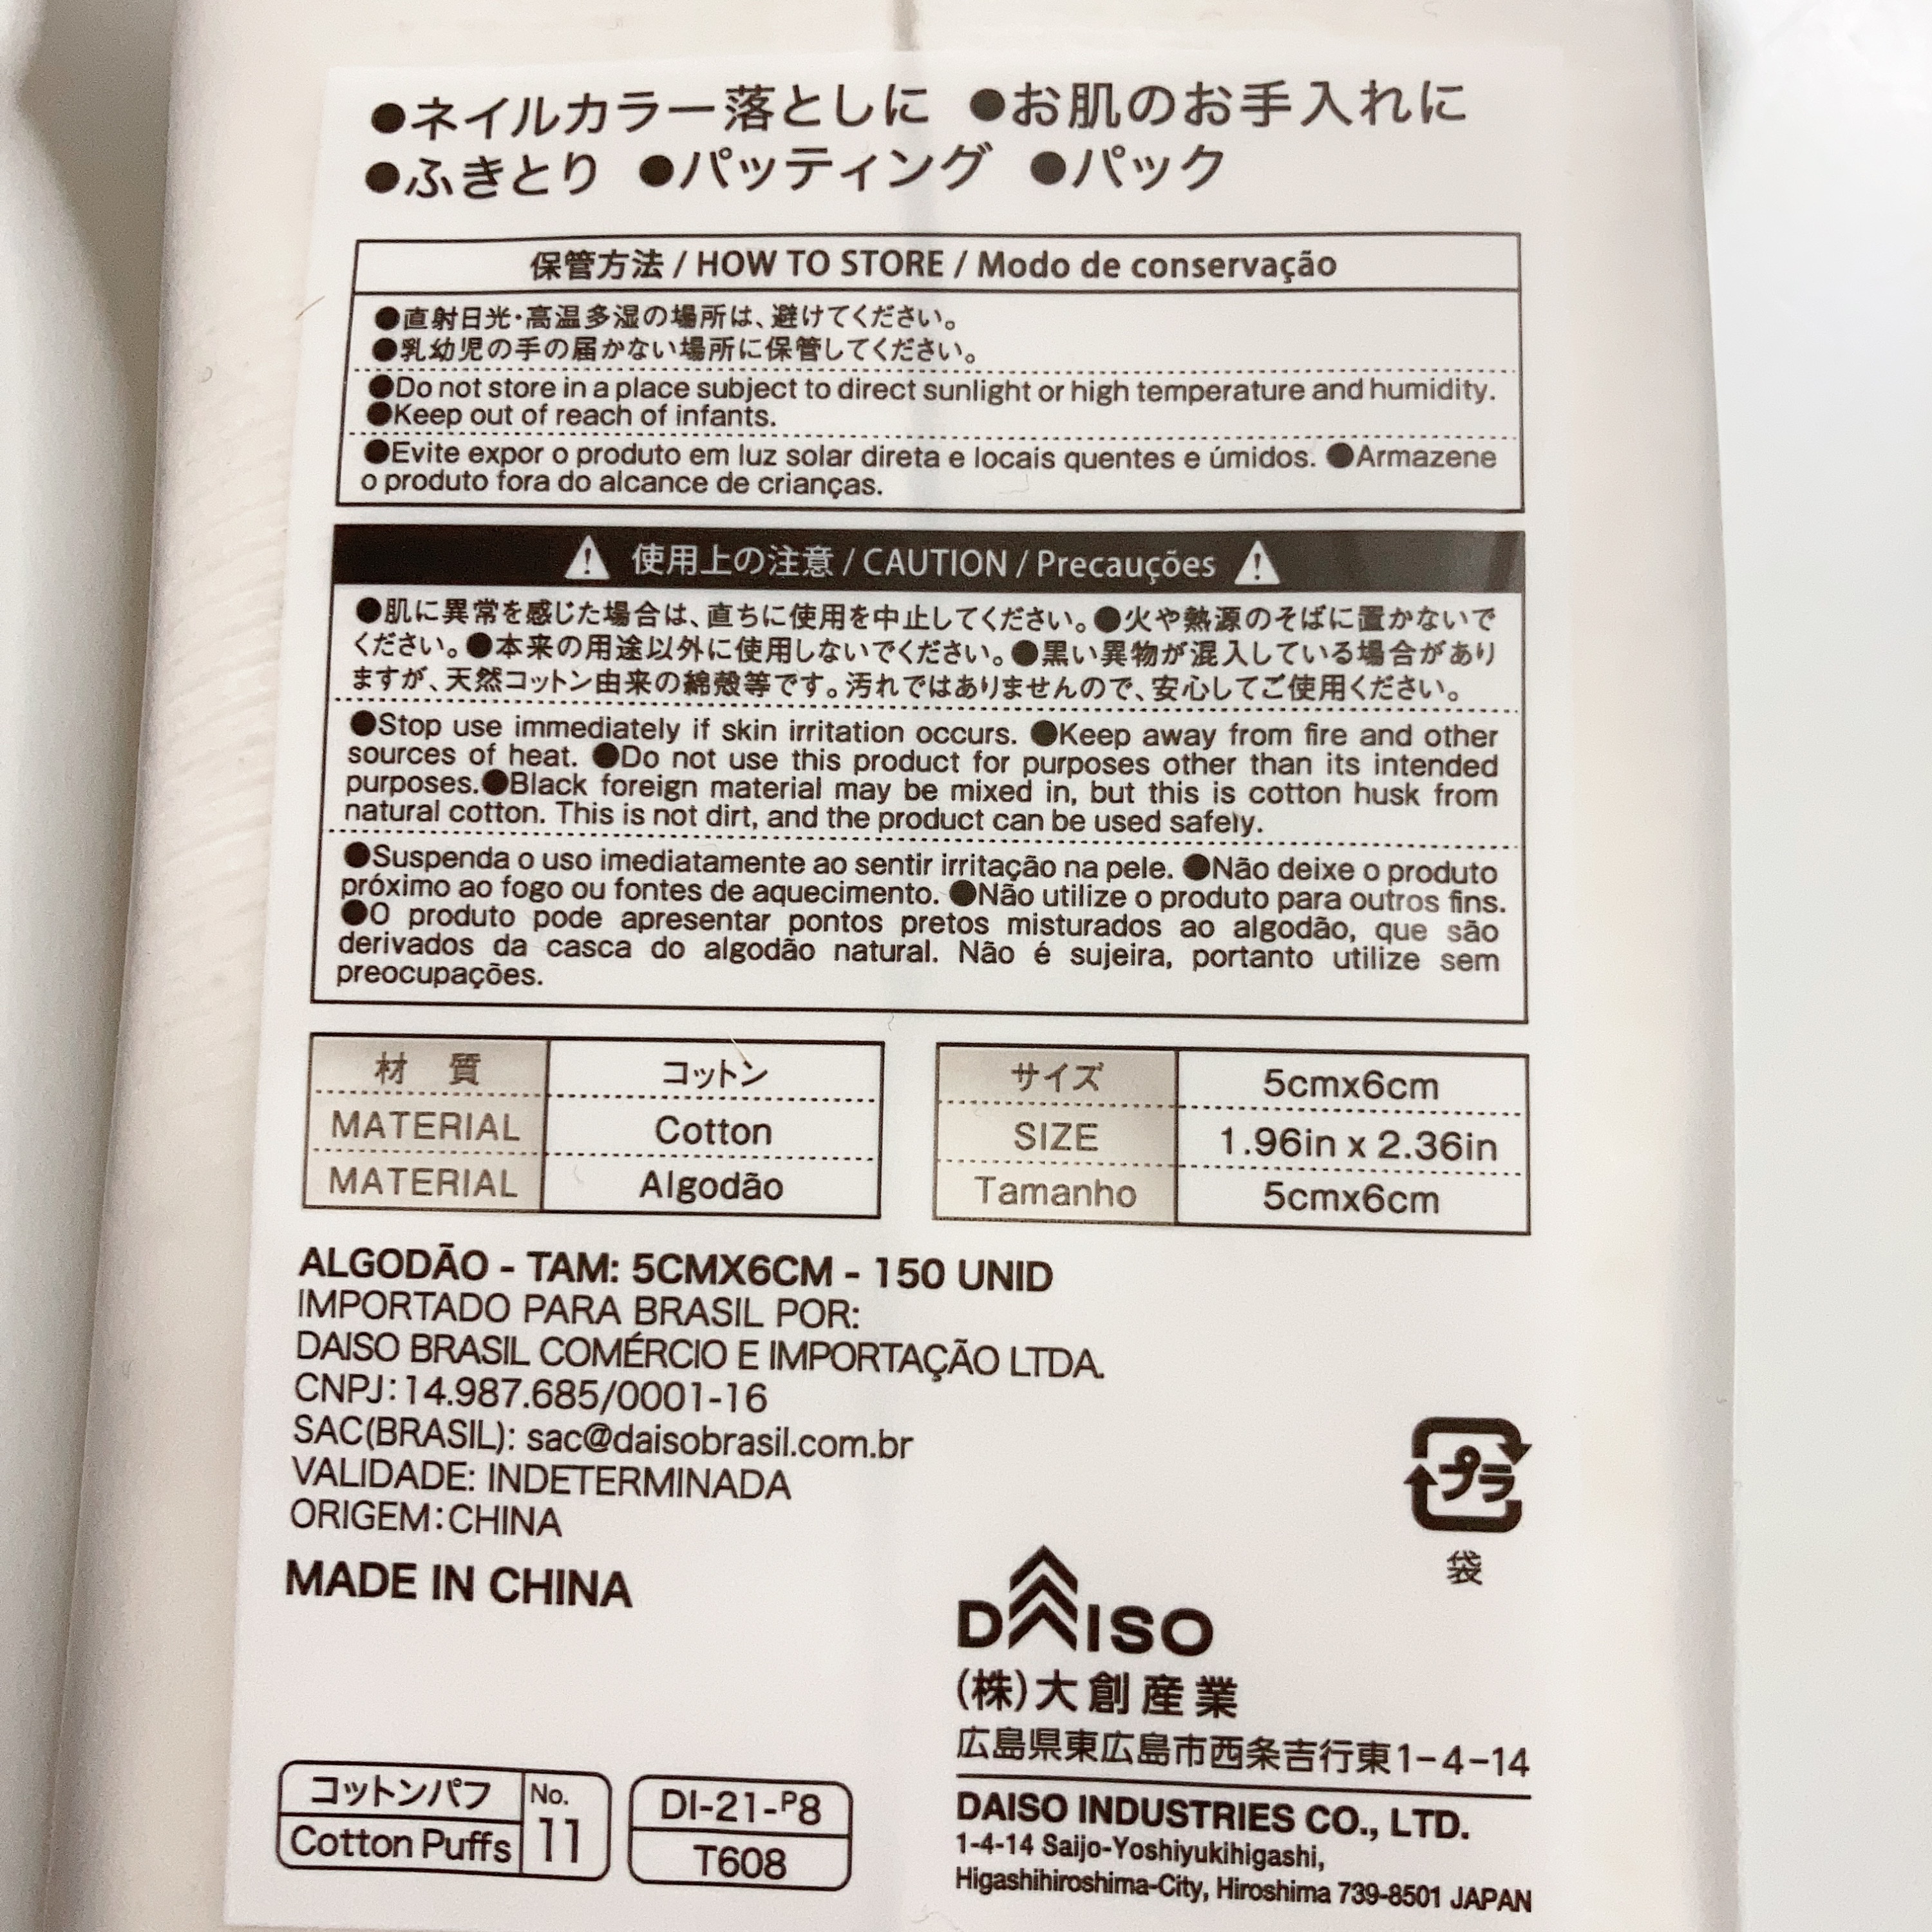 ●ネイルカラー落としに ●お肌のお手入れに
●ふきとり ●パッティング ●パック
保管方法 / HOW TO STORE / Modo de conservação
●直射日光・高温多湿の場所は、避けてください。
●乳幼児の手の届かない場所に保管してください。
●Do not store in a place subject to direct sunlight or high temperature and humidity.
●Keep out of reach of infants.
●Evite expor o produto em luz solar direta e locais quentes e úmidos. ●Armazene
o produto fora do alcance de crianças.
使用上の注意 / CAUTION / Precauções
●肌に異常を感じた場合は、直ちに使用を中止してください。●火や熱源のそばに置かないで
ください。●本来の用途以外に使用しないでください。●黒い異物が混入している場合があり
ますが、天然コットン由来の綿殻等です。汚れではありませんので、安心してご使用ください。
●Stop use immediately if skin irritation occurs. ●Keep away from fire and other
sources of heat. ●Do not use this product for purposes other than its intended
purposes.●Black foreign material may be mixed in, but this is cotton husk from
natural cotton. This is not dirt, and the product can be used safely.
●Suspenda o uso imediatamente ao sentir irritação na pele. ●Não deixe o produto
próximo ao fogo ou fontes de aquecimento. ●Não utilize o produto para outros fins.
●O produto pode apresentar pontos pretos misturados ao algodão, que são
derivados da casca do algodão natural. Não é sujeira, portanto utilize sem
preocupações.
材 質 コットン
MATERIAL Cotton
MATERIAL Algodão
サイズ 5cmx6cm
SIZE 1.96in x 2.36in
Tamanho 5cmx6cm
ALGODÃO - TAM: 5CMX6CM - 150 UNID
IMPORTADO PARA BRASIL POR:
DAISO BRASIL COMÉRCIO E IMPORTAÇÃO LTDA.
CNPJ:14.987.685/0001-16
SAC(BRASIL): sac@daisobrasil.com.br
VALIDADE: INDETERMINADA
ORIGEM:CHINA
MADE IN CHINA
プラ
袋
DAISO
(株)大創産業
広島県東広島市西条吉行東1-4-14
DAISO INDUSTRIES CO., LTD.
1-4-14 Saijo-Yoshiyukihigashi,
Higashihiroshima-City, Hiroshima 739-8501 JAPAN
コットンパフ
Cotton Puffs
No.
11
DI-21-P8
T608